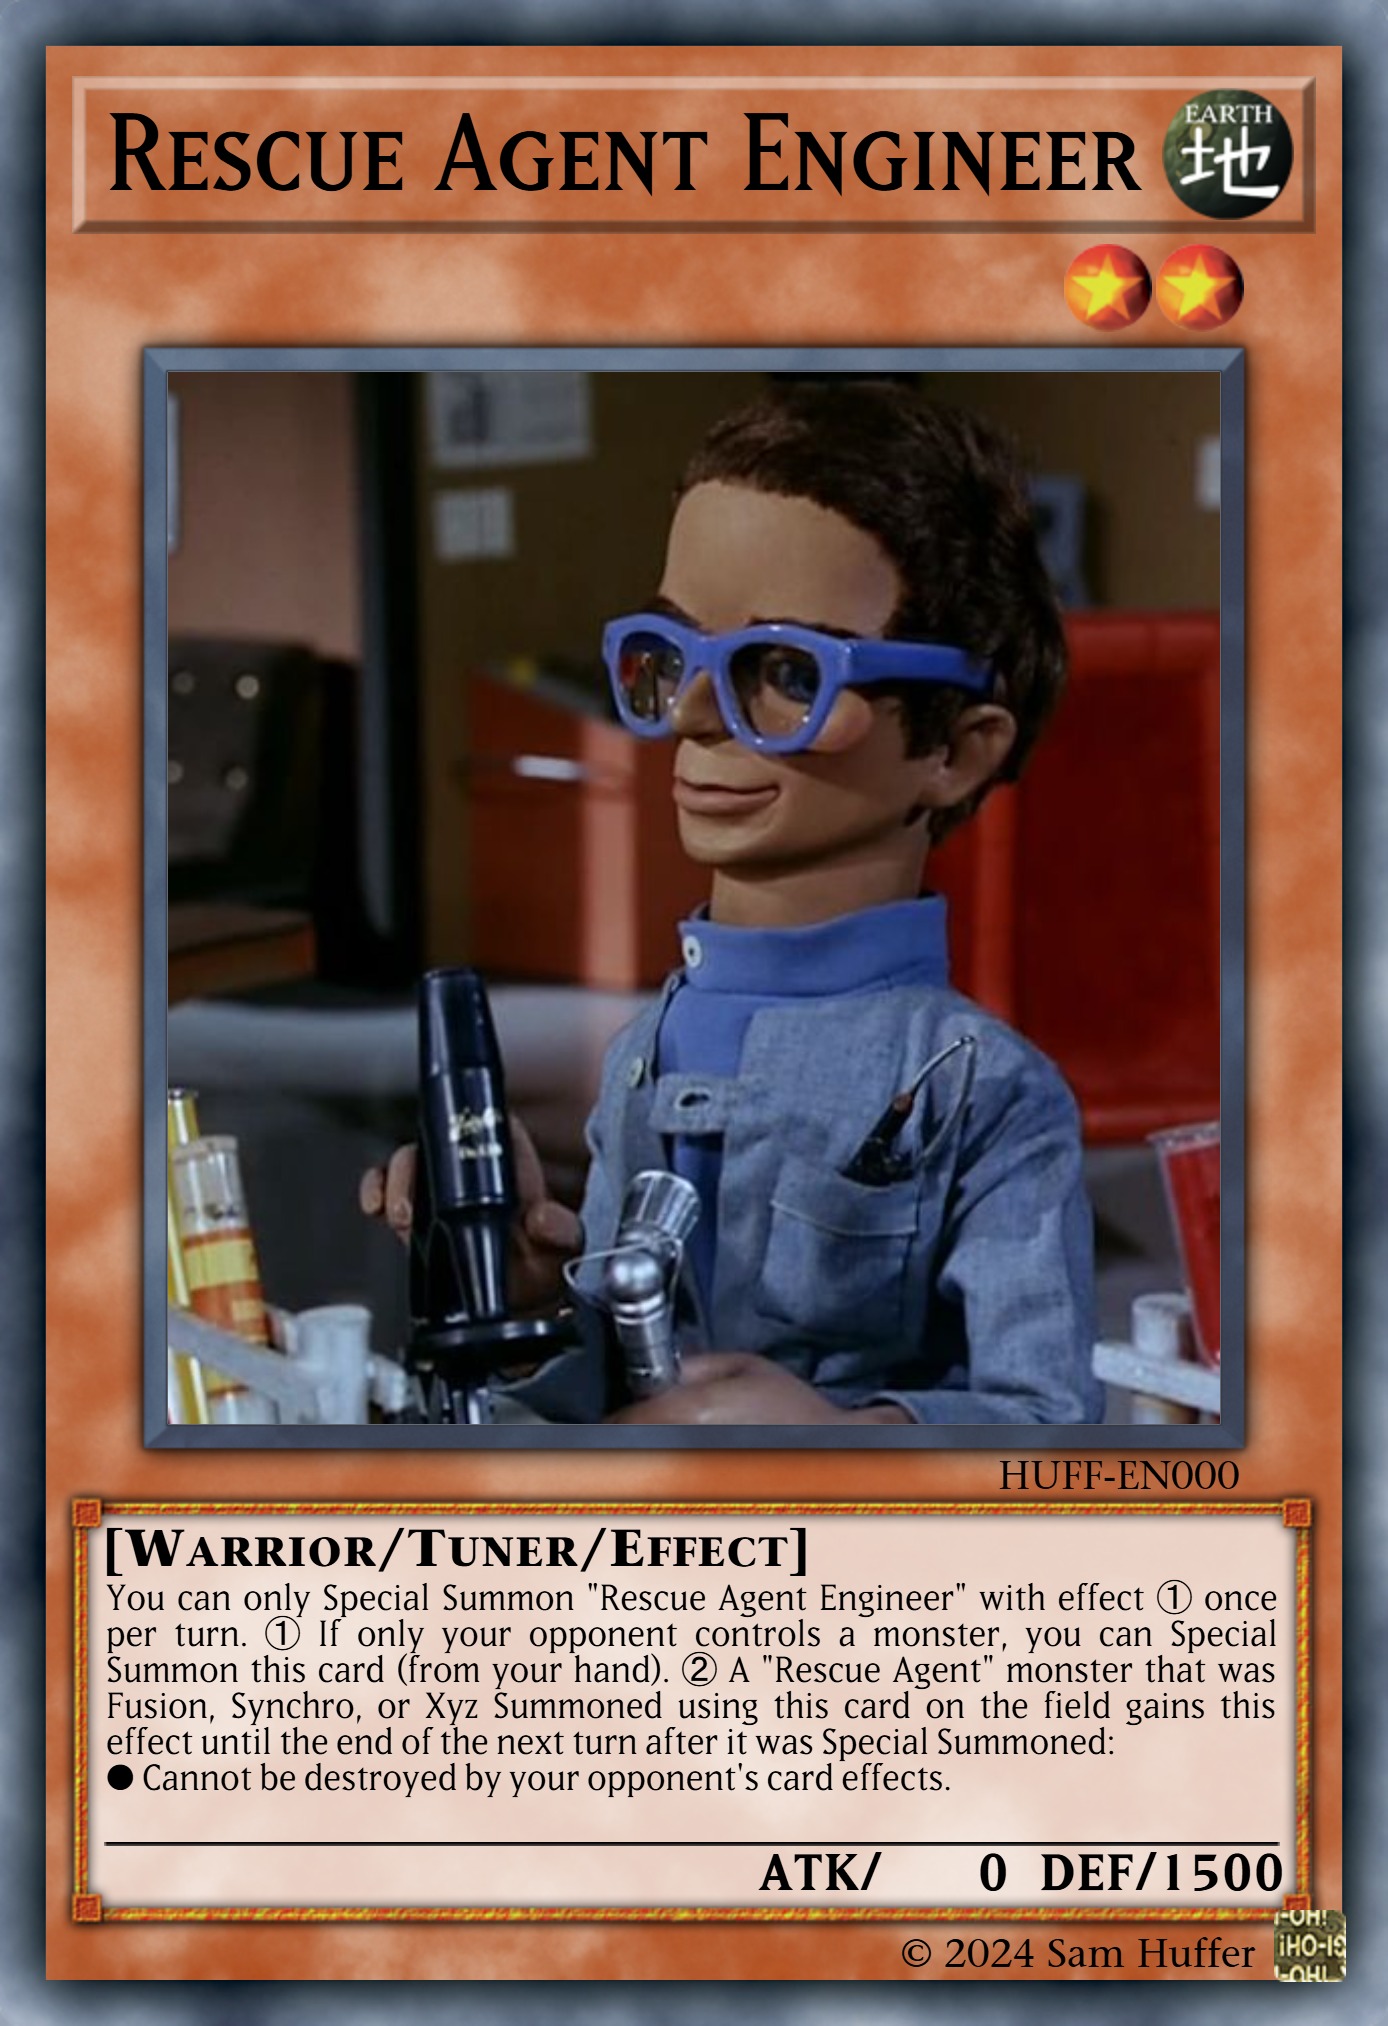 Rescue Agent Engineer
EARTH
地
HUFF-EN000
[Warrior/Tuner/Effect]
You can only Special Summon "Rescue Agent Engineer" with effect ① once
per turn. ① If only your opponent controls a monster, you can Special
Summon this card (from your hand). ② A "Rescue Agent" monster that was
Fusion, Synchro, or Xyz Summoned using this card on the field gains this
effect until the end of the next turn after it was Special Summoned:
● Cannot be destroyed by your opponent's card effects.
ATK/ 0 DEF/1500
© 2024 Sam Huffer